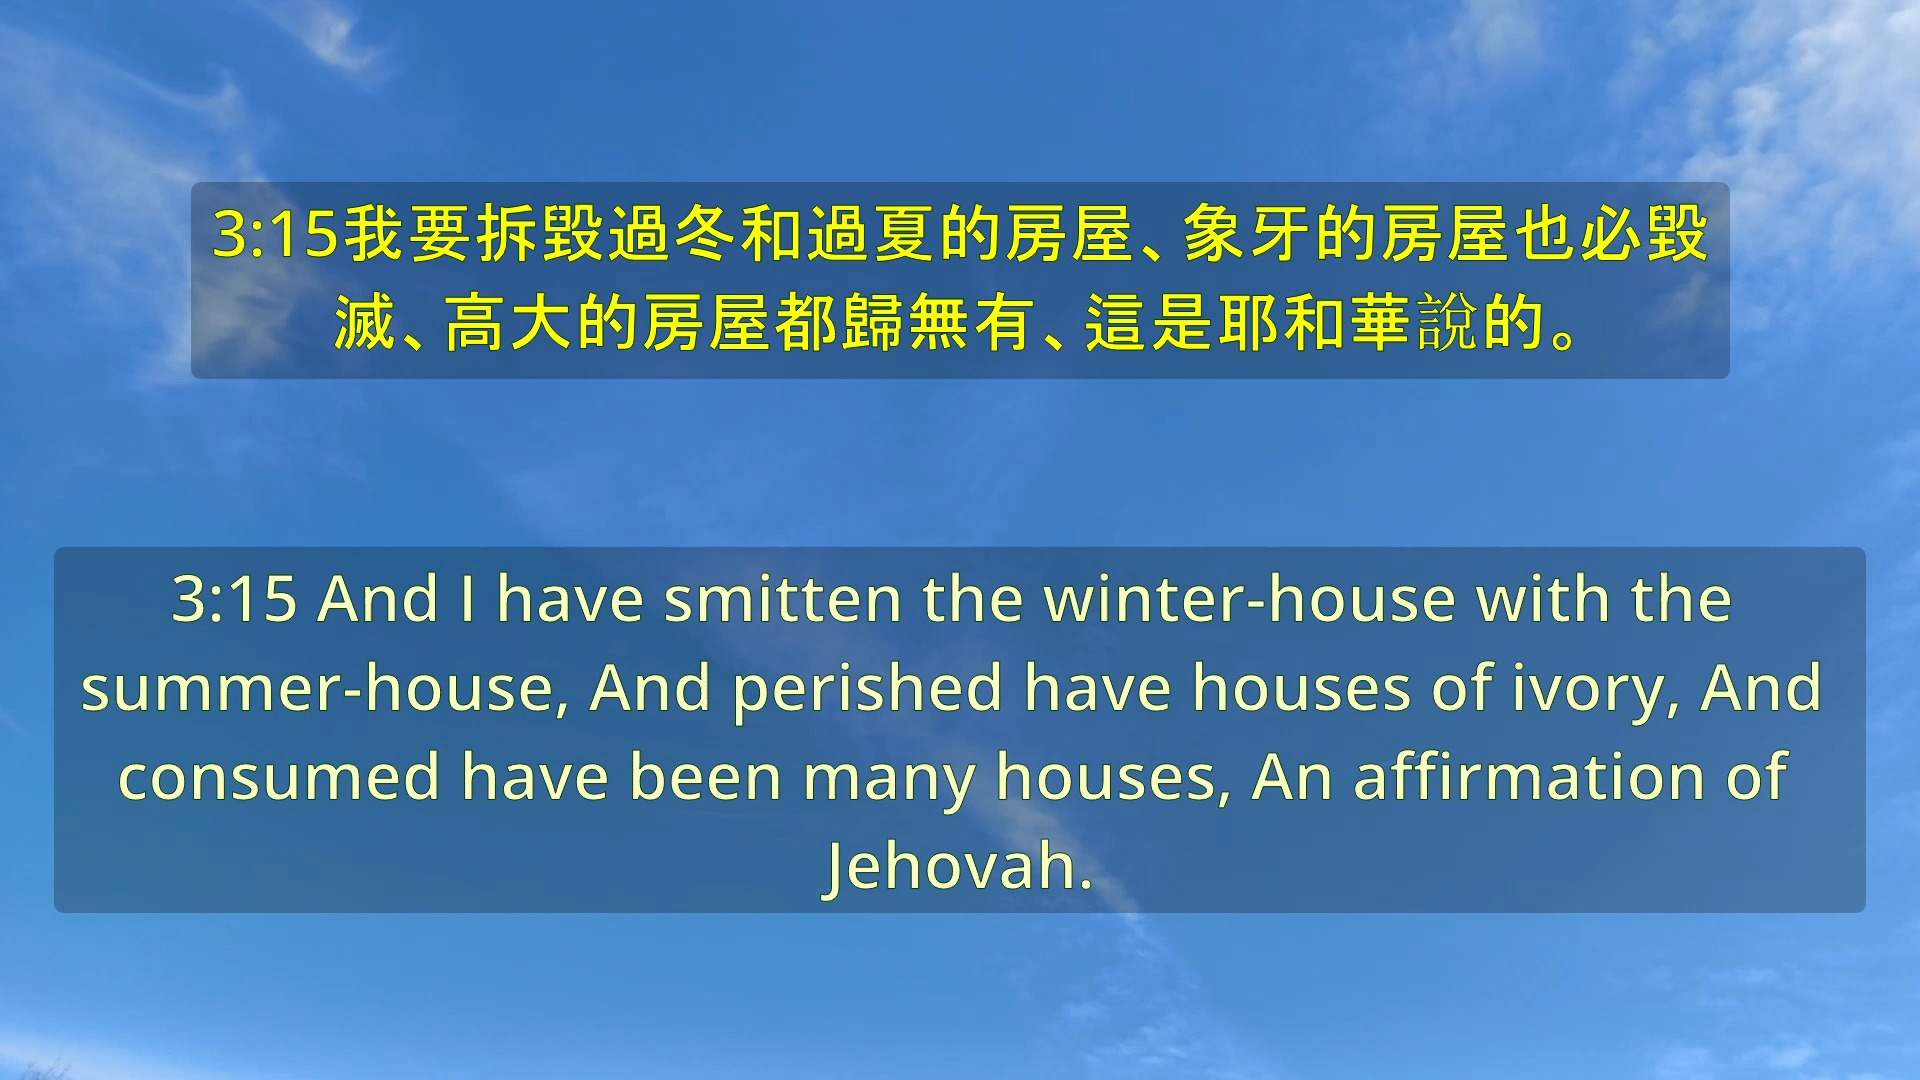 3:15我要拆毀過冬和過夏的房屋、象牙的房屋也必毀
滅、高大的房屋都歸無有、這是耶和華說的。
3:15 And I have smitten the winter-house with the
summer-house, And perished have houses of ivory, And
consumed have been many houses, An affirmation of
Jehovah.